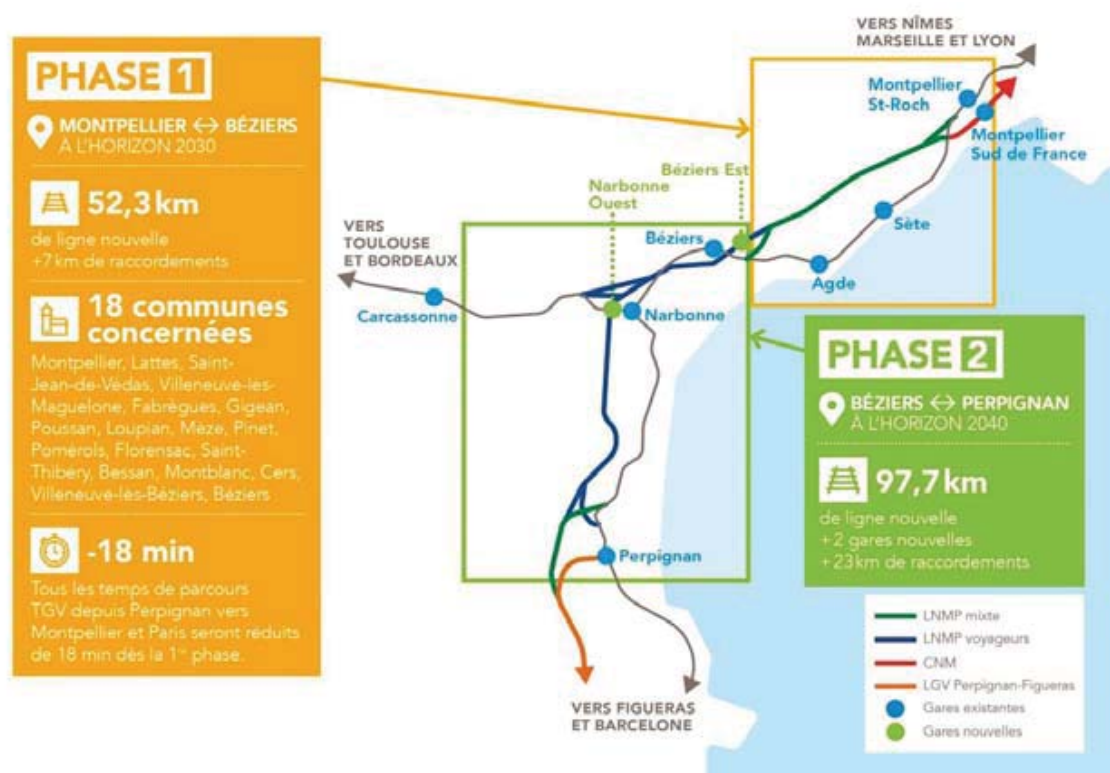 PHASE 1
MONTPELLIER ↔ BÉZIERS
À L'HORIZON 2030
52,3 km
de ligne nouvelle
+7 km de raccordements
18 communes
concernées
Montpellier, Lattes, Saint-
Jean-de-Védas, Villeneuve-lès-
Maguelone, Fabrègues, Gigean,
Poussan, Loupian, Mèze, Pinet,
Pomérols, Florensac, Saint-
Thibéry, Bessan, Montblanc, Cers,
Villeneuve-lès-Béziers, Béziers
-18 min
Tous les temps de parcours
TGV depuis Perpignan vers
Montpellier et Paris seront réduits
de 18 min dès la 1re phase.
VERS NÎMES
MARSEILLE ET LYON
Montpellier
St-Roch
Montpellier
Sud de France
Béziers Est
Narbonne
Ouest
Béziers
Sète
Agde
VERS
TOULOUSE
ET BORDEAUX
Carcassonne
Narbonne
Perpignan
VERS FIGUERAS
ET BARCELONE
PHASE 2
BÉZIERS ↔ PERPIGNAN
À L'HORIZON 2040
97,7 km
de ligne nouvelle
+2 gares nouvelles
+23 km de raccordements
LNMP mixte
LNMP voyageurs
CNM
LGV Perpignan-Figueras
Gares existantes
Gares nouvelles